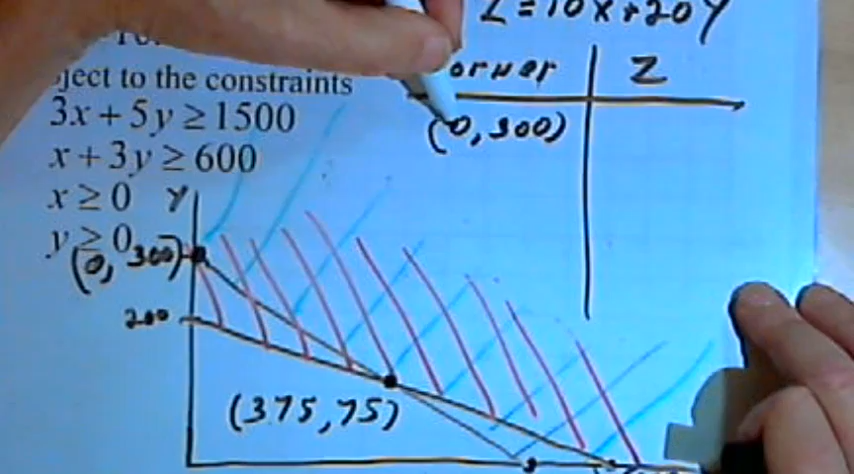 Z = 10x + 20y
Z
ject to the constraints
3x + 5y ≥ 1500
(0, 300)
x + 3y ≥ 600
x ≥ 0
Y
y ≥ 0
(0, 300)
200
(375, 75)